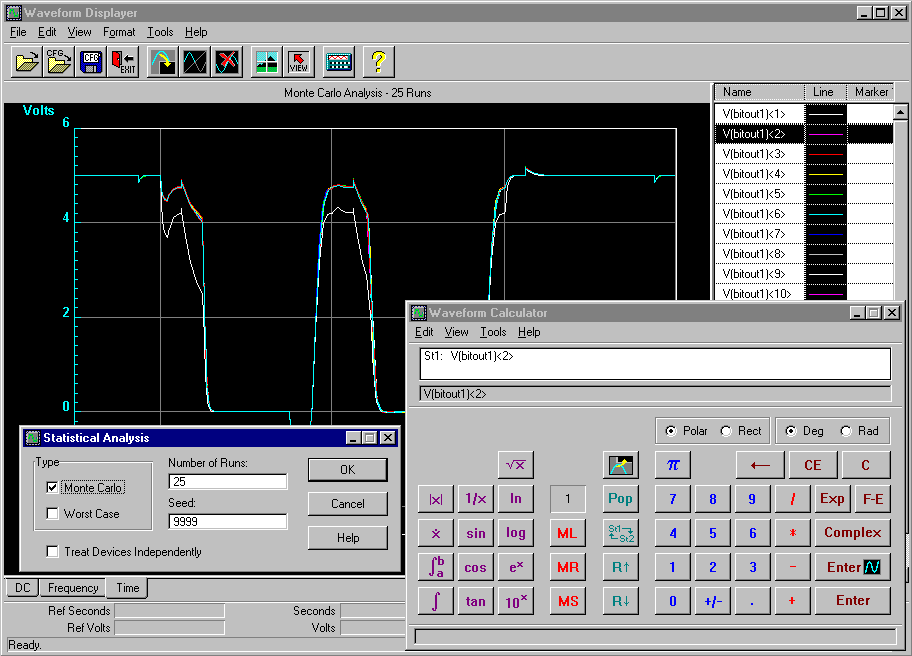 Waveform Displayer
File Edit View Format Tools Help
CFG CFG EXIT VIEW ?
Monte Carlo Analysis - 25 Runs
Name Line Marker
Volts
6
4
2
0
V(bitout1)<1>
V(bitout1)<2>
V(bitout1)<3>
V(bitout1)<4>
V(bitout1)<5>
V(bitout1)<6>
V(bitout1)<7>
V(bitout1)<8>
V(bitout1)<9>
V(bitout1)<10>
Waveform Calculator
Edit View Tools Help
St1: V(bitout1)<2>
V(bitout1)<2>
Polar Rect Deg Rad
√x π ← CE C
|x| 1/x ln 1 Pop 7 8 9 / Exp F-E
ẋ sin log ML St1 St2 4 5 6 * Complex
∫ba cos eˣ MR R↑ 1 2 3 - Enter
∫ tan 10ˣ MS R↓ 0 +/- . + Enter
Statistical Analysis
Type
Monte Carlo
Worst Case
Treat Devices Independently
Number of Runs:
25
Seed:
9999
OK
Cancel
Help
DC Frequency Time
Ref Seconds Seconds
Ref Volts Volts
Ready.